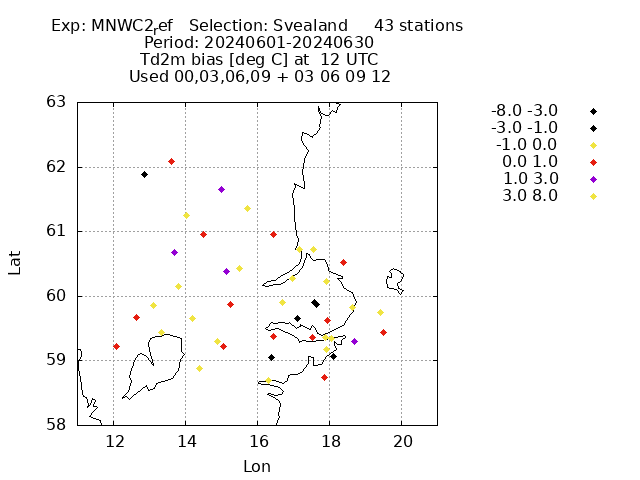 Exp: MNWC2ref   Selection: Svealand     43 stations
Period: 20240601-20240630
Td2m bias [deg C] at  12 UTC
Used 00,03,06,09 + 03 06 09 12
-8.0 -3.0
-3.0 -1.0
-1.0 0.0
0.0 1.0
1.0 3.0
3.0 8.0
63
62
61
60
59
58
Lat
12 14 16 18 20
Lon